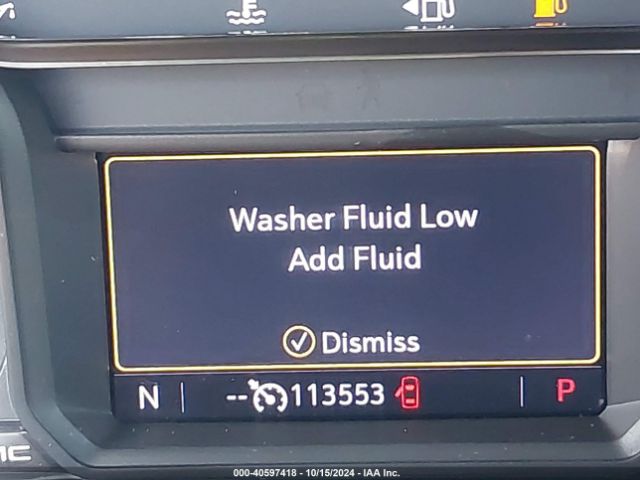 Washer Fluid Low
Add Fluid
Dismiss
N -- 113553 P
000-40597418 - 10/15/2024 - IAA Inc.